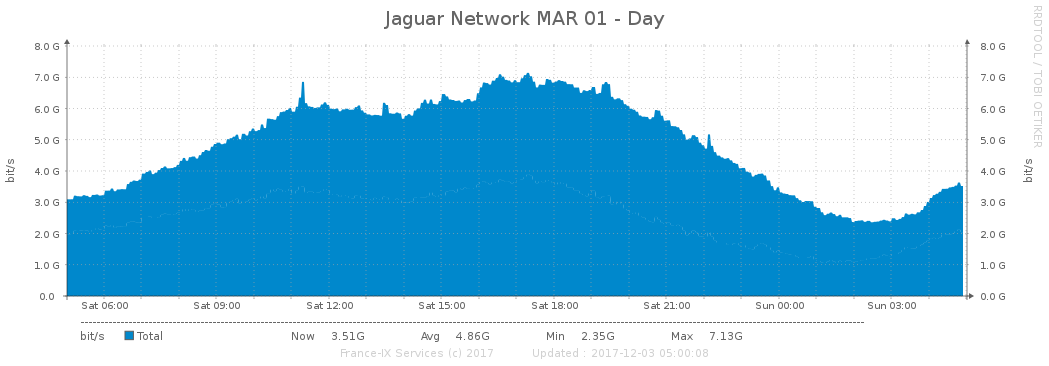 Jaguar Network MAR 01 - Day
RRDTOOL / TOBI OETIKER
bit/s
bit/s
8.0 G 8.0 G
7.0 G 7.0 G
6.0 G 6.0 G
5.0 G 5.0 G
4.0 G 4.0 G
3.0 G 3.0 G
2.0 G 2.0 G
1.0 G 1.0 G
0.0 0.0 G
Sat 06:00 Sat 09:00 Sat 12:00 Sat 15:00 Sat 18:00 Sat 21:00 Sun 00:00 Sun 03:00
bit/s Total Now 3.51G Avg 4.86G Min 2.35G Max 7.13G
France-IX Services (c) 2017 Updated : 2017-12-03 05:00:08